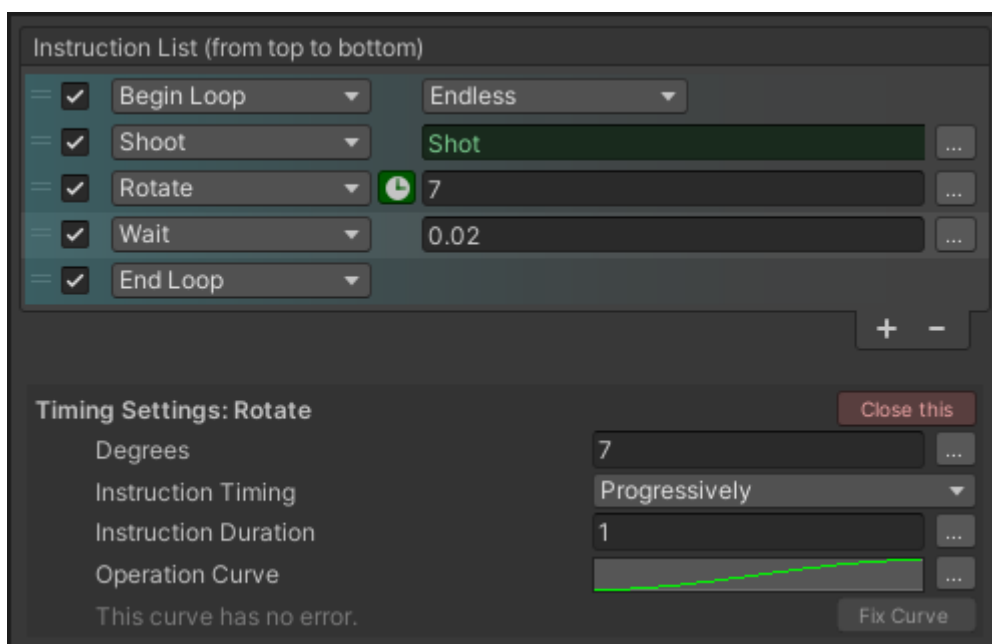 Instruction List (from top to bottom)
Begin Loop Endless
Shoot Shot ...
Rotate 7 ...
Wait 0.02 ...
End Loop
+ -
Timing Settings: Rotate Close this
Degrees 7 ...
Instruction Timing Progressively
Instruction Duration 1 ...
Operation Curve ...
This curve has no error. Fix Curve